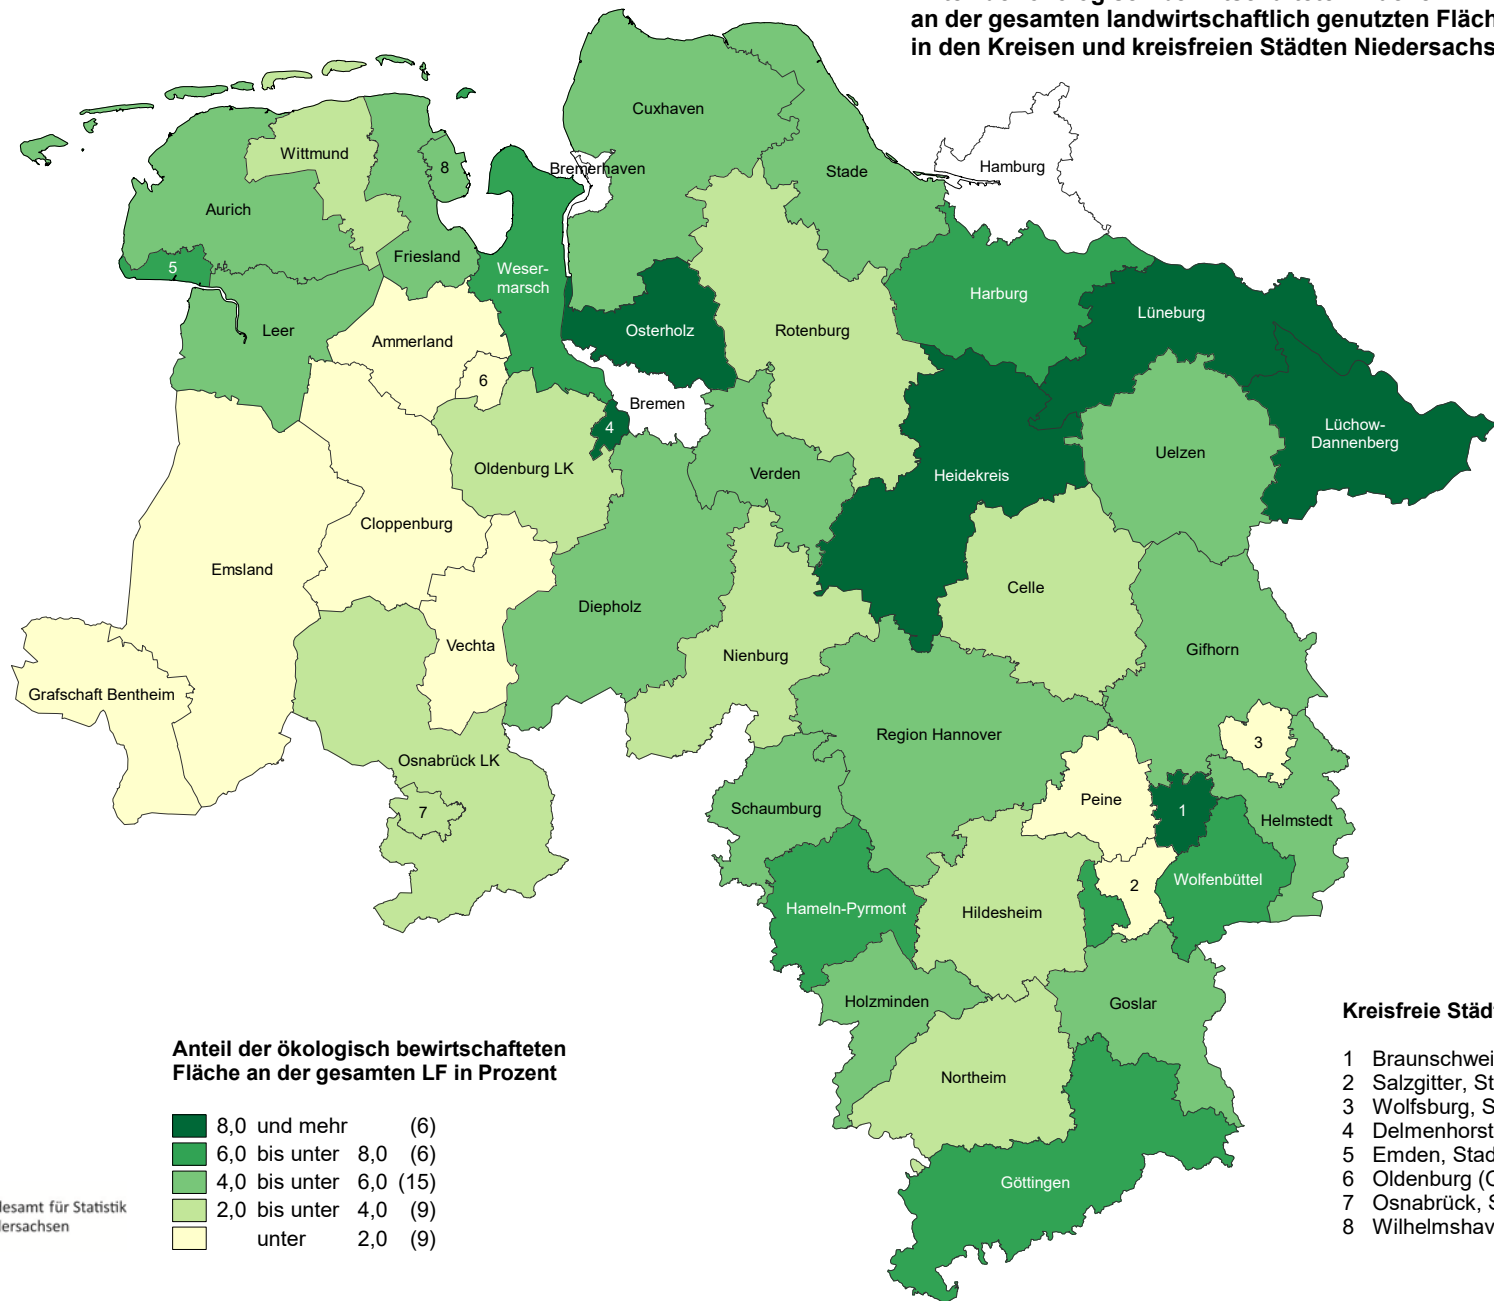 an der gesamten landwirtschaftlich genutzten Fläch
in den Kreisen und kreisfreien Städten Niedersachs
Cuxhaven
Hamburg
Wittmund
8
Bremerhaven
Stade
Aurich
Friesland
5
Weser-
marsch
Harburg
Lüneburg
Leer
Ammerland
Osterholz
Rotenburg
6
Bremen
4
Lüchow-
Dannenberg
Uelzen
Oldenburg LK
Verden
Heidekreis
Cloppenburg
Emsland
Celle
Diepholz
Vechta
Nienburg
Gifhorn
Grafschaft Bentheim
Region Hannover
3
Osnabrück LK
Peine
7
Schaumburg
1
Helmstedt
2
Wolfenbüttel
Hameln-Pyrmont
Hildesheim
Holzminden
Goslar
Northeim
Göttingen
Anteil der ökologisch bewirtschafteten
Fläche an der gesamten LF in Prozent
8,0 und mehr (6)
6,0 bis unter 8,0 (6)
4,0 bis unter 6,0 (15)
2,0 bis unter 4,0 (9)
unter 2,0 (9)
desamt für Statistik
dersachsen
Kreisfreie Städ
1 Braunschwei
2 Salzgitter, St
3 Wolfsburg, S
4 Delmenhorst
5 Emden, Stad
6 Oldenburg (O
7 Osnabrück, S
8 Wilhelmshav